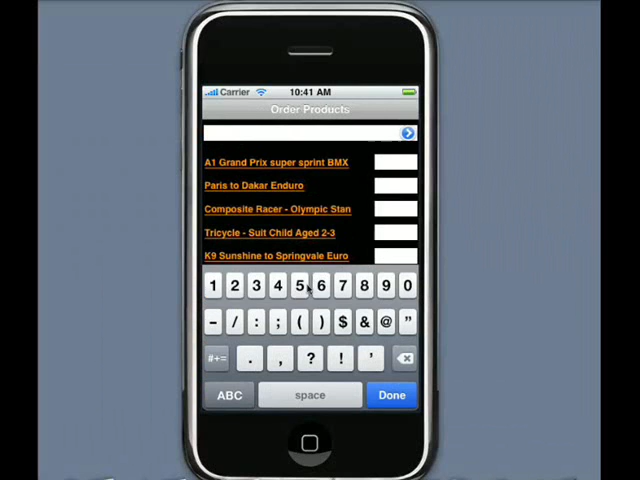 Carrier 10:41 AM
Order Products
A1 Grand Prix super sprint BMX
Paris to Dakar Enduro
Composite Racer - Olympic Stan
Tricycle - Suit Child Aged 2-3
K9 Sunshine to Springvale Euro
1 2 3 4 5 6 7 8 9 0
- / : ; ( ) $ & @ "
#+= . , ? ! '
ABC space Done